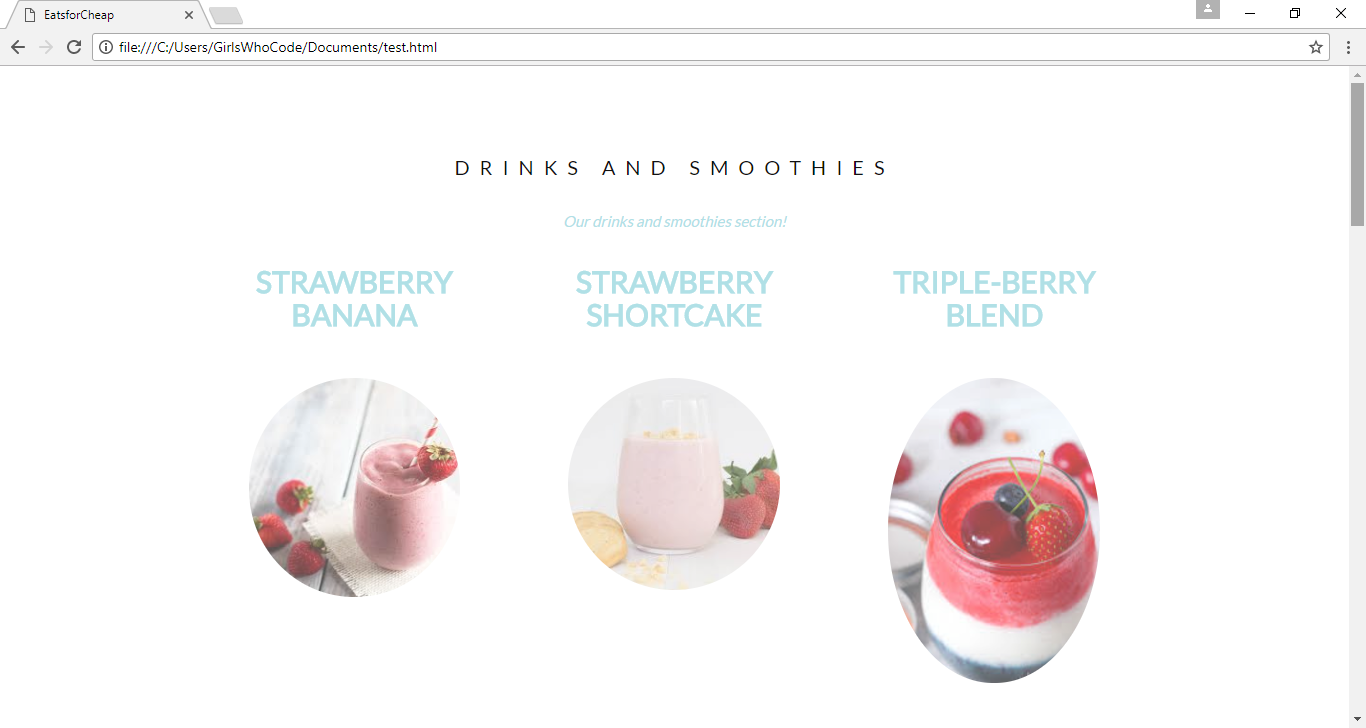 EatsforCheap
file:///C:/Users/GirlsWhoCode/Documents/test.html
DRINKS AND SMOOTHIES
Our drinks and smoothies section!
STRAWBERRY
BANANA
STRAWBERRY
SHORTCAKE
TRIPLE-BERRY
BLEND